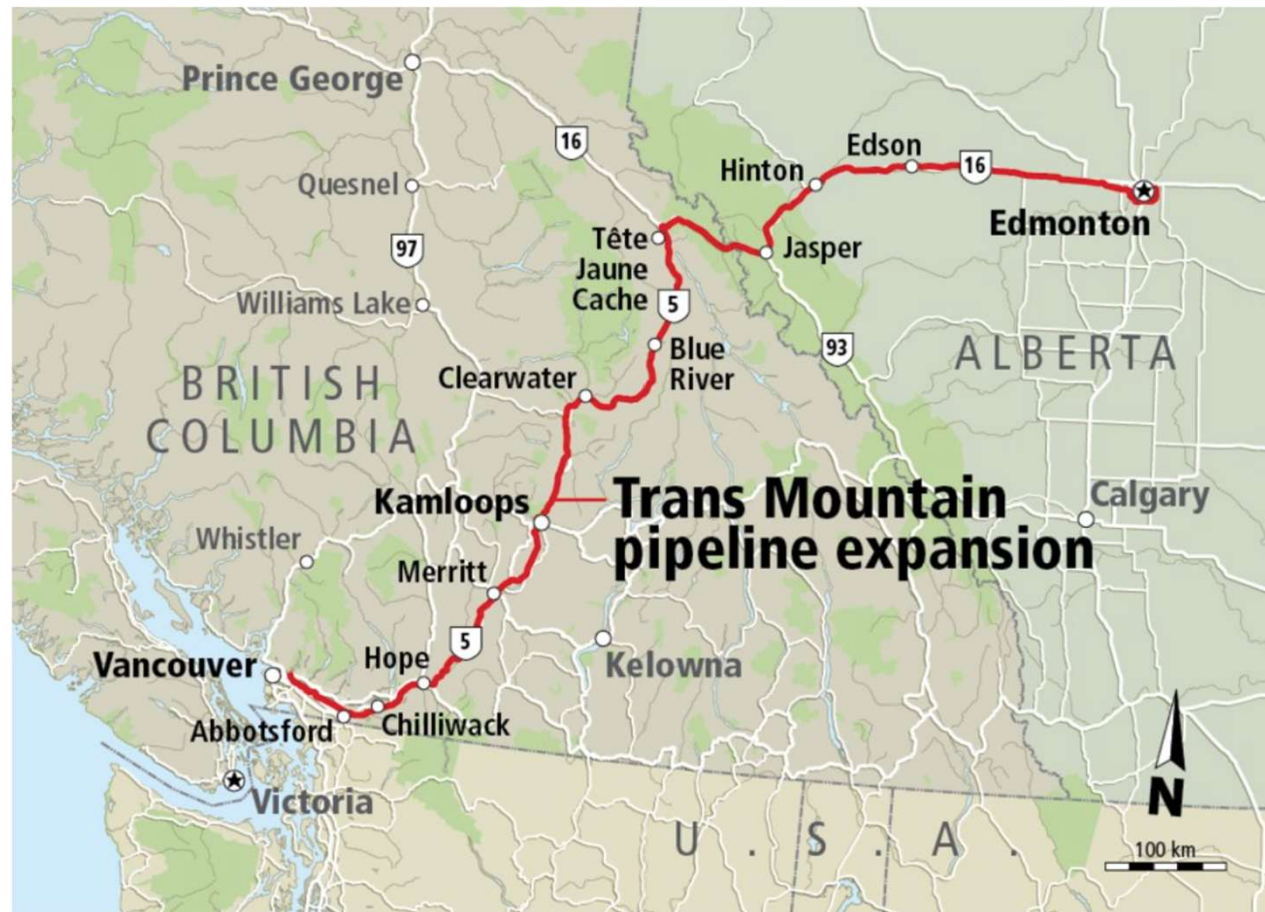 Prince George
16
Edson
Hinton
16
Quesnel
Edmonton
97
Tête
Jaune
Cache
Jasper
Williams Lake
5
93
Blue
River
ALBERTA
BRITISH
COLUMBIA
Clearwater
Kamloops
Trans Mountain
pipeline expansion
Calgary
Whistler
Merritt
5
Hope
Kelowna
Vancouver
Abbotsford
Chilliwack
Victoria
N
U.S.A.
100 km